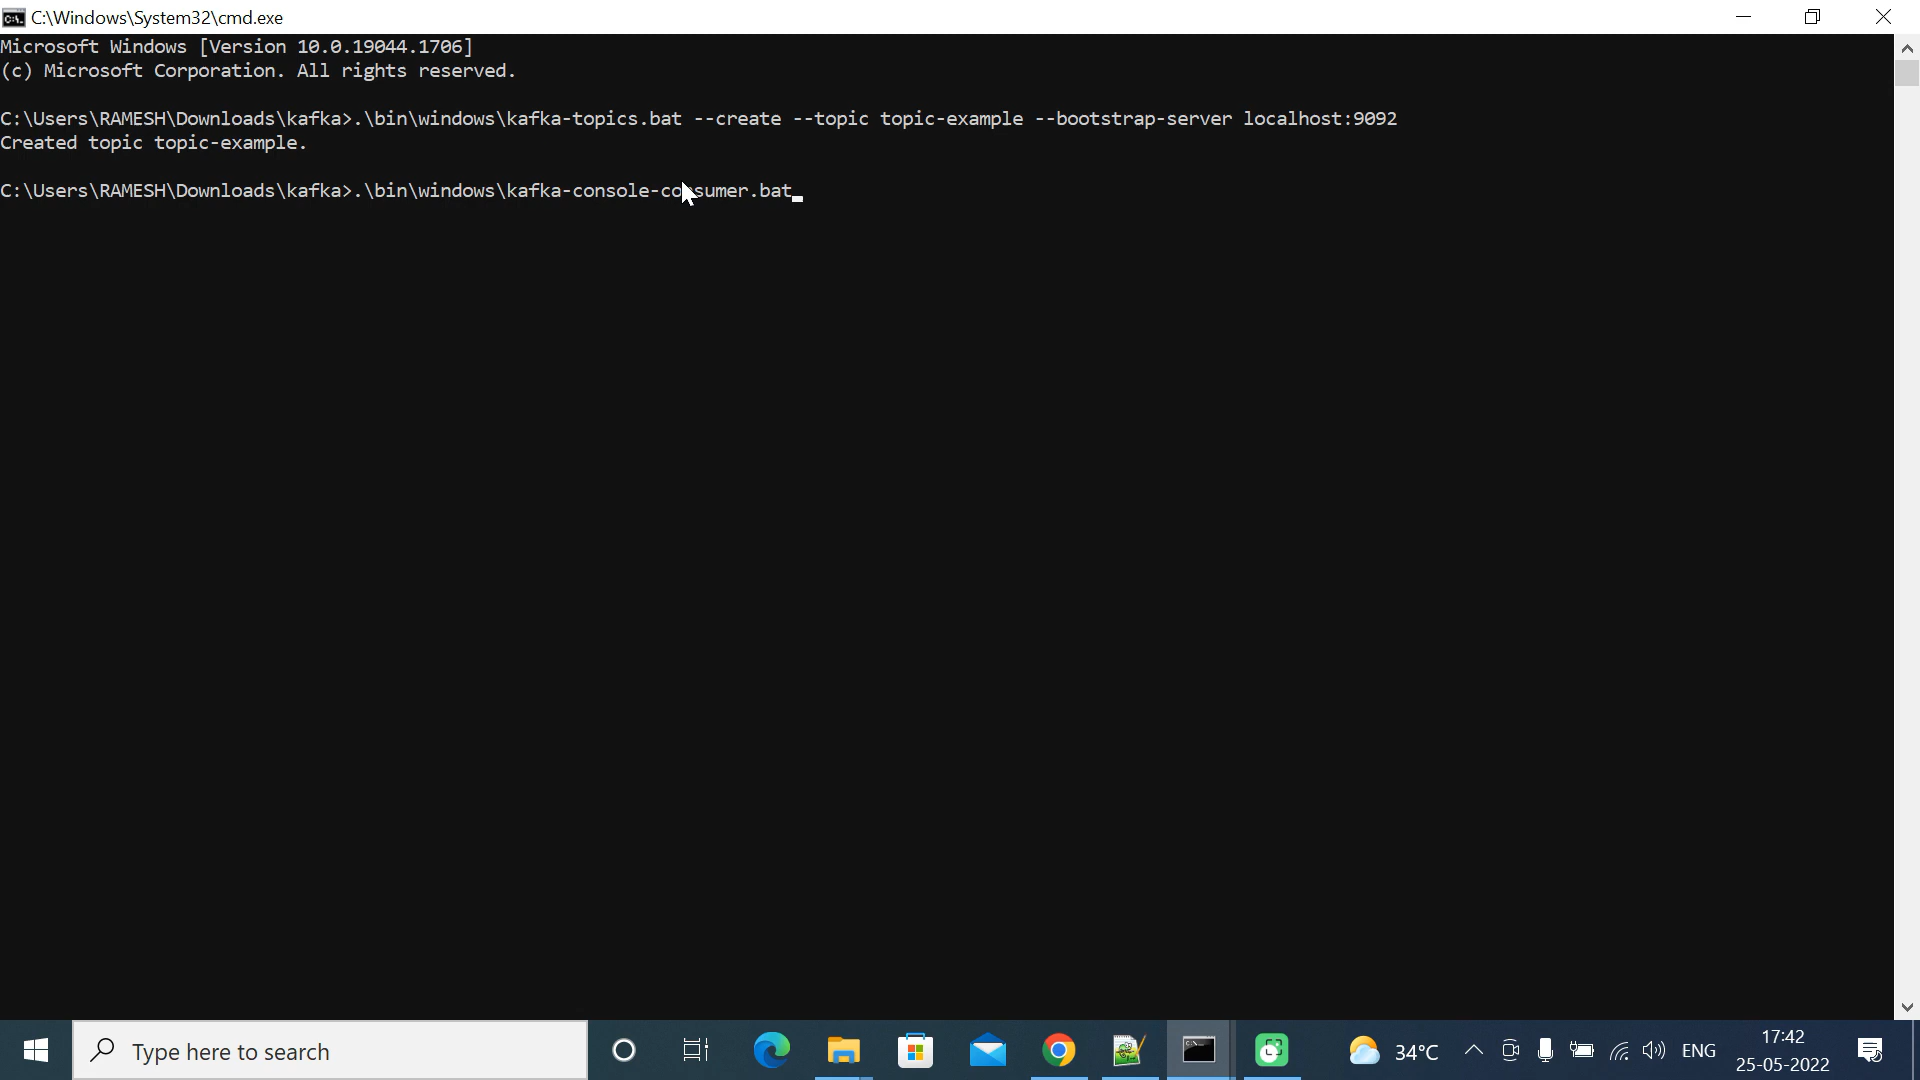 C:\Windows\System32\cmd.exe
Microsoft Windows [Version 10.0.19044.1706]
(c) Microsoft Corporation. All rights reserved.
C:\Users\RAMESH\Downloads\kafka>.\bin\windows\kafka-topics.bat --create --topic topic-example --bootstrap-server localhost:9092
Created topic topic-example.
C:\Users\RAMESH\Downloads\kafka>.\bin\windows\kafka-console-consumer.bat
Type here to search
34°C
ENG
17:42
25-05-2022